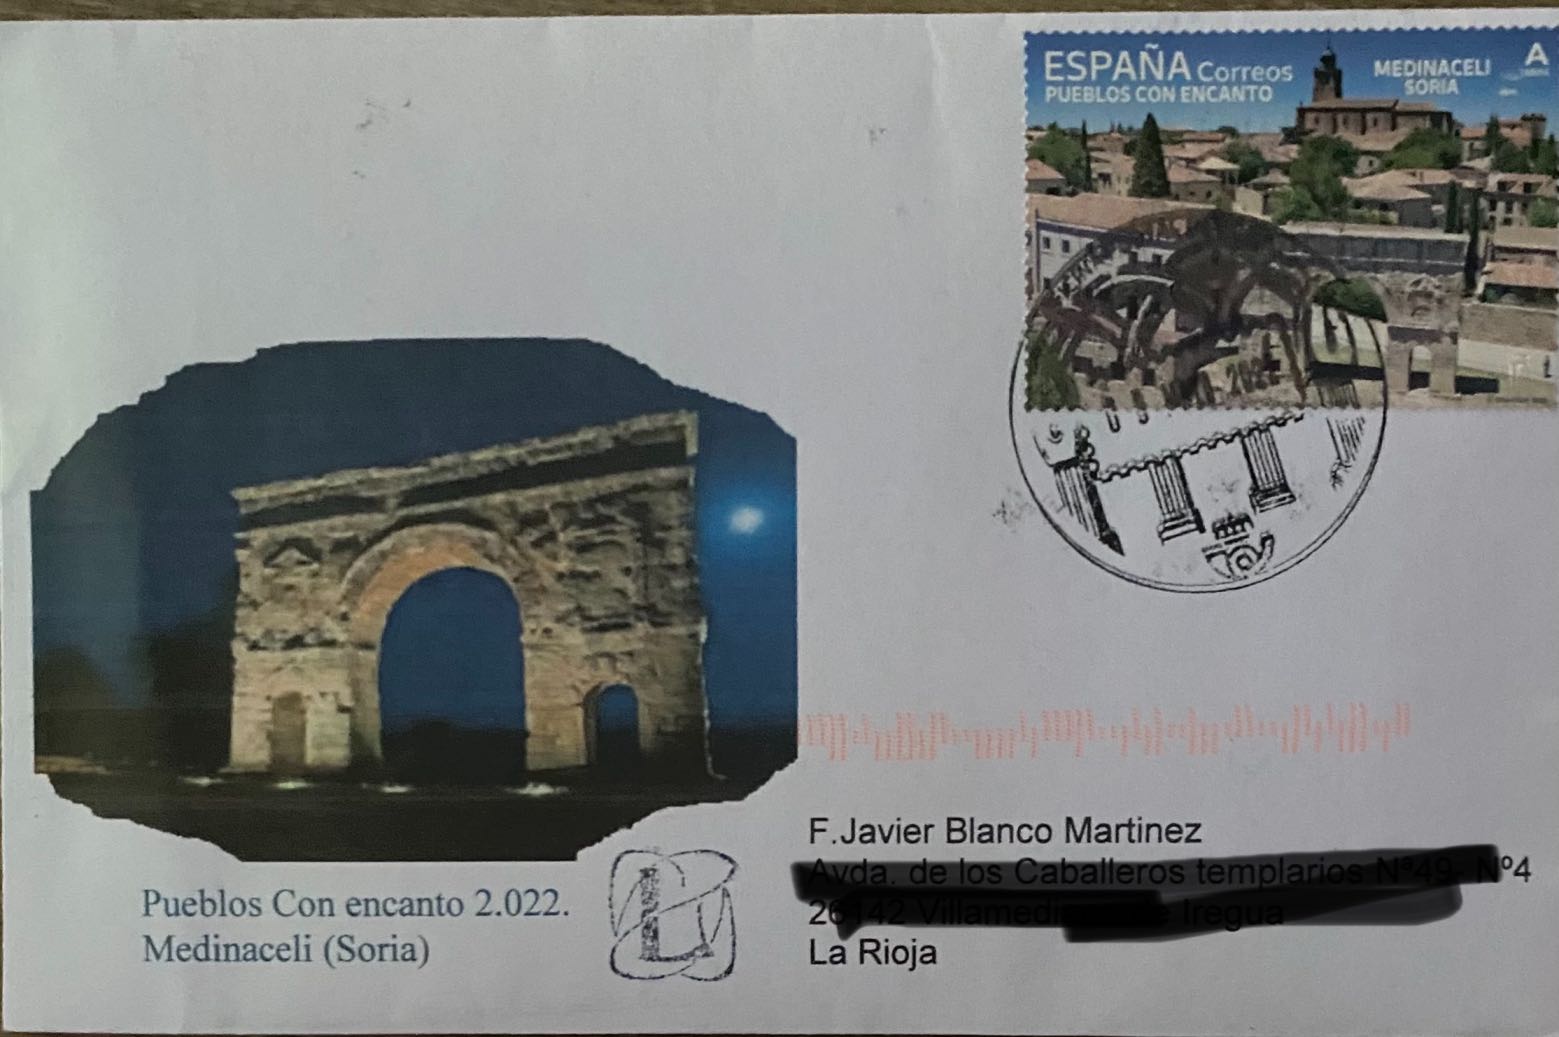 ESPAÑA Correos
PUEBLOS CON ENCANTO
MEDINACELI
SORIA
A
Pueblos Con encanto 2.022.
Medinaceli (Soria)
L
F.Javier Blanco Martinez
Nº4
La Rioja